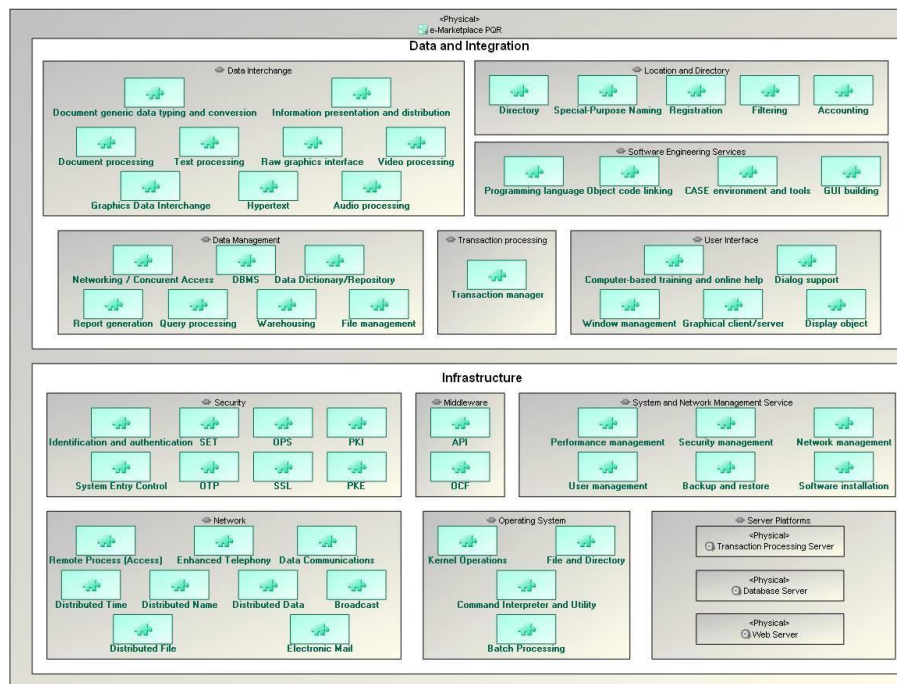 <Physical>
e-Marketplace PQR
Data and Integration
Data Interchange
Document generic data typing and conversion
Information presentation and distribution
Document processing
Text processing
Raw graphics interface
Video processing
Graphics Data Interchange
Hypertext
Audio processing
Location and Directory
Directory
Special-Purpose Naming
Registration
Filtering
Accounting
Software Engineering Services
Programming language
Object code linking
CASE environment and tools
GUI building
Data Management
Networking / Concurent Access
DBMS
Data Dictionary/Repository
Report generation
Query processing
Warehousing
File management
Transaction processing
Transaction manager
User Interface
Computer-based training and online help
Dialog support
Window management
Graphical client/server
Display object
Infrastructure
Security
Identification and authentication
SET
OPS
PKI
System Entry Control
OTP
SSL
PKE
Middleware
API
OCF
System and Network Management Service
Performance management
Security management
Network management
User management
Backup and restore
Software installation
Network
Remote Process (Access)
Enhanced Telephony
Data Communications
Distributed Time
Distributed Name
Distributed Data
Broadcast
Distributed File
Electronic Mail
Operating System
Kernel Operations
File and Directory
Command Interpreter and Utility
Batch Processing
Server Platforms
<Physical>
Transaction Processing Server
<Physical>
Database Server
<Physical>
Web Server